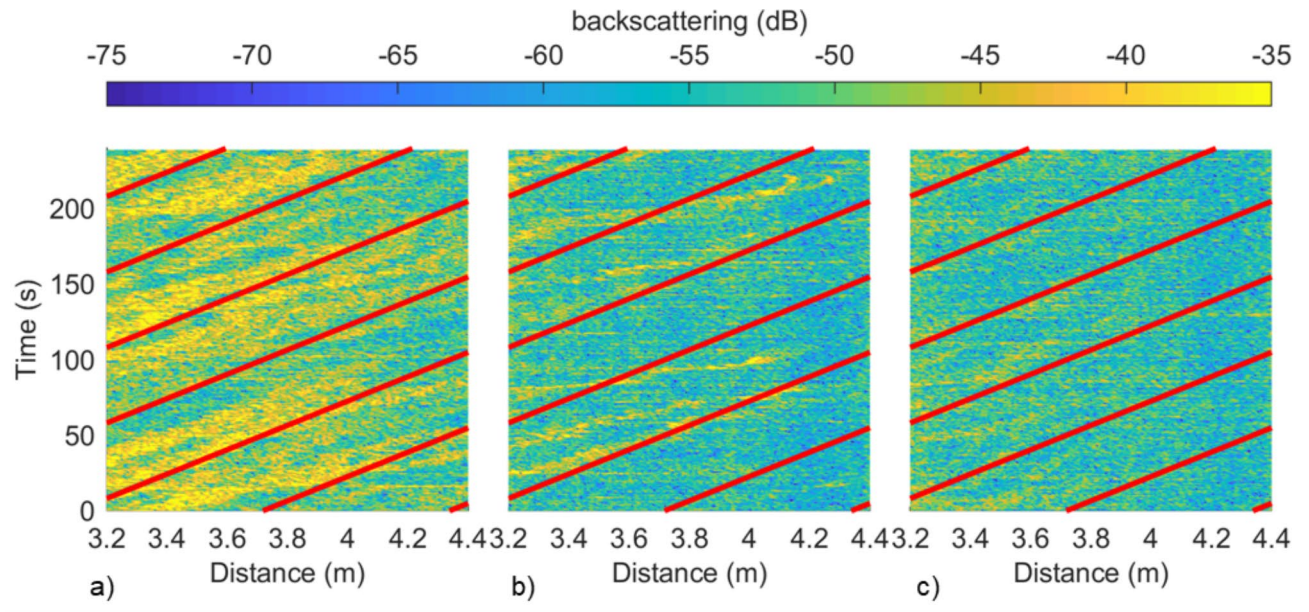 backscattering (dB)
-75 -70 -65 -60 -55 -50 -45 -40 -35
Time (s)
200
150
100
50
0
3.2 3.4 3.6 3.8 4 4.2 4.43.2 3.4 3.6 3.8 4 4.2 4.4 3.2 3.4 3.6 3.8 4 4.2 4.4
a) Distance (m) b) Distance (m) c) Distance (m)